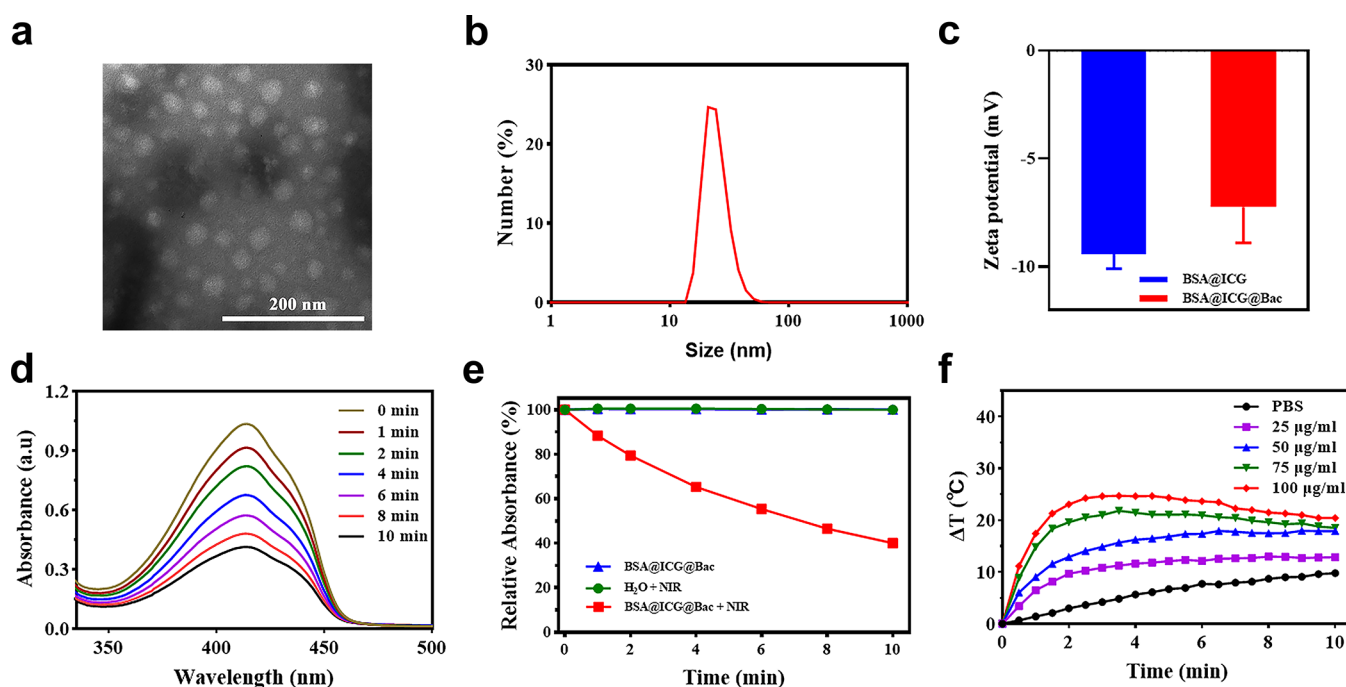 a
200 nm
b
Number (%)
30
20
10
0
1
10
100
1000
Size (nm)
c
Zeta potential (mV)
0
-5
-10
BSA@ICG
BSA@ICG@Bac
d
Absorbance (a.u)
1.2
0.9
0.6
0.3
0.0
350
400
450
500
Wavelength (nm)
0 min
1 min
2 min
4 min
6 min
8 min
10 min
e
Relative Absorbance (%)
100
80
60
40
20
0
0
2
4
6
8
10
Time (min)
BSA@ICG@Bac
H₂O + NIR
BSA@ICG@Bac + NIR
f
ΔT (℃)
40
30
20
10
0
0
2
4
6
8
10
Time (min)
PBS
25 μg/ml
50 μg/ml
75 μg/ml
100 μg/ml